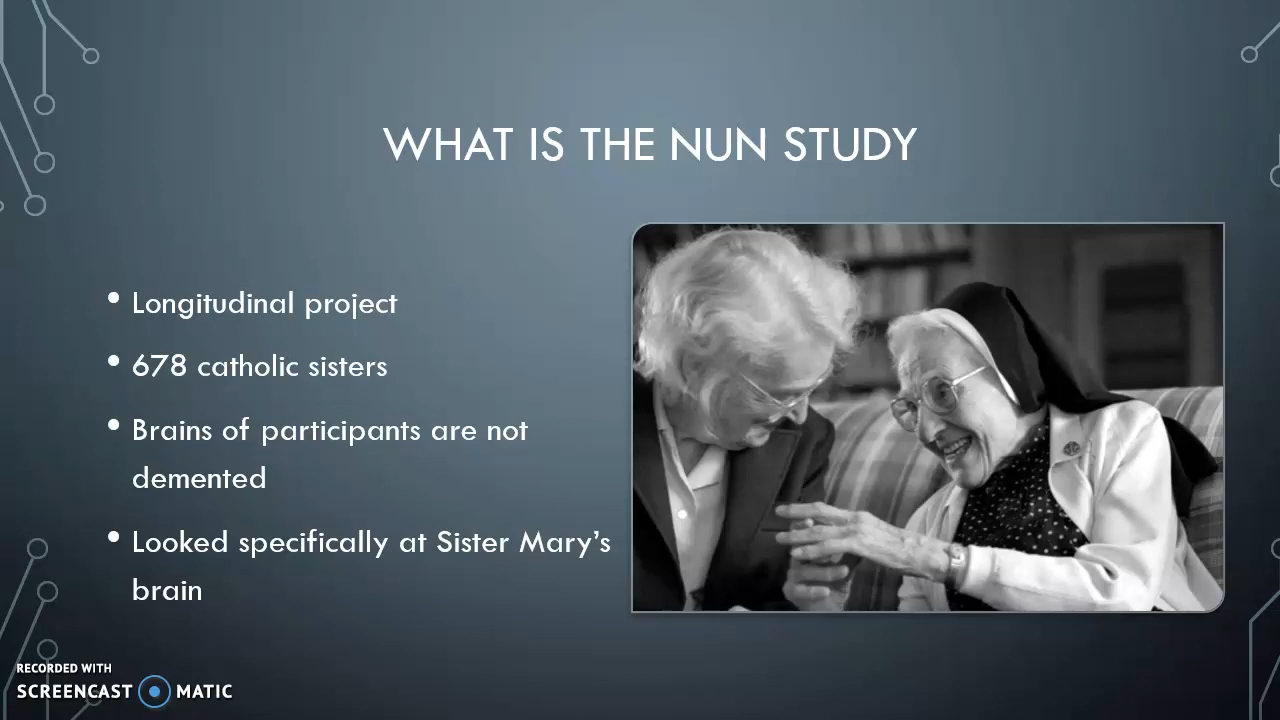 WHAT IS THE NUN STUDY
• Longitudinal project
• 678 catholic sisters
• Brains of participants are not
demented
• Looked specifically at Sister Mary’s
brain
RECORDED WITH
SCREENCAST MATIC